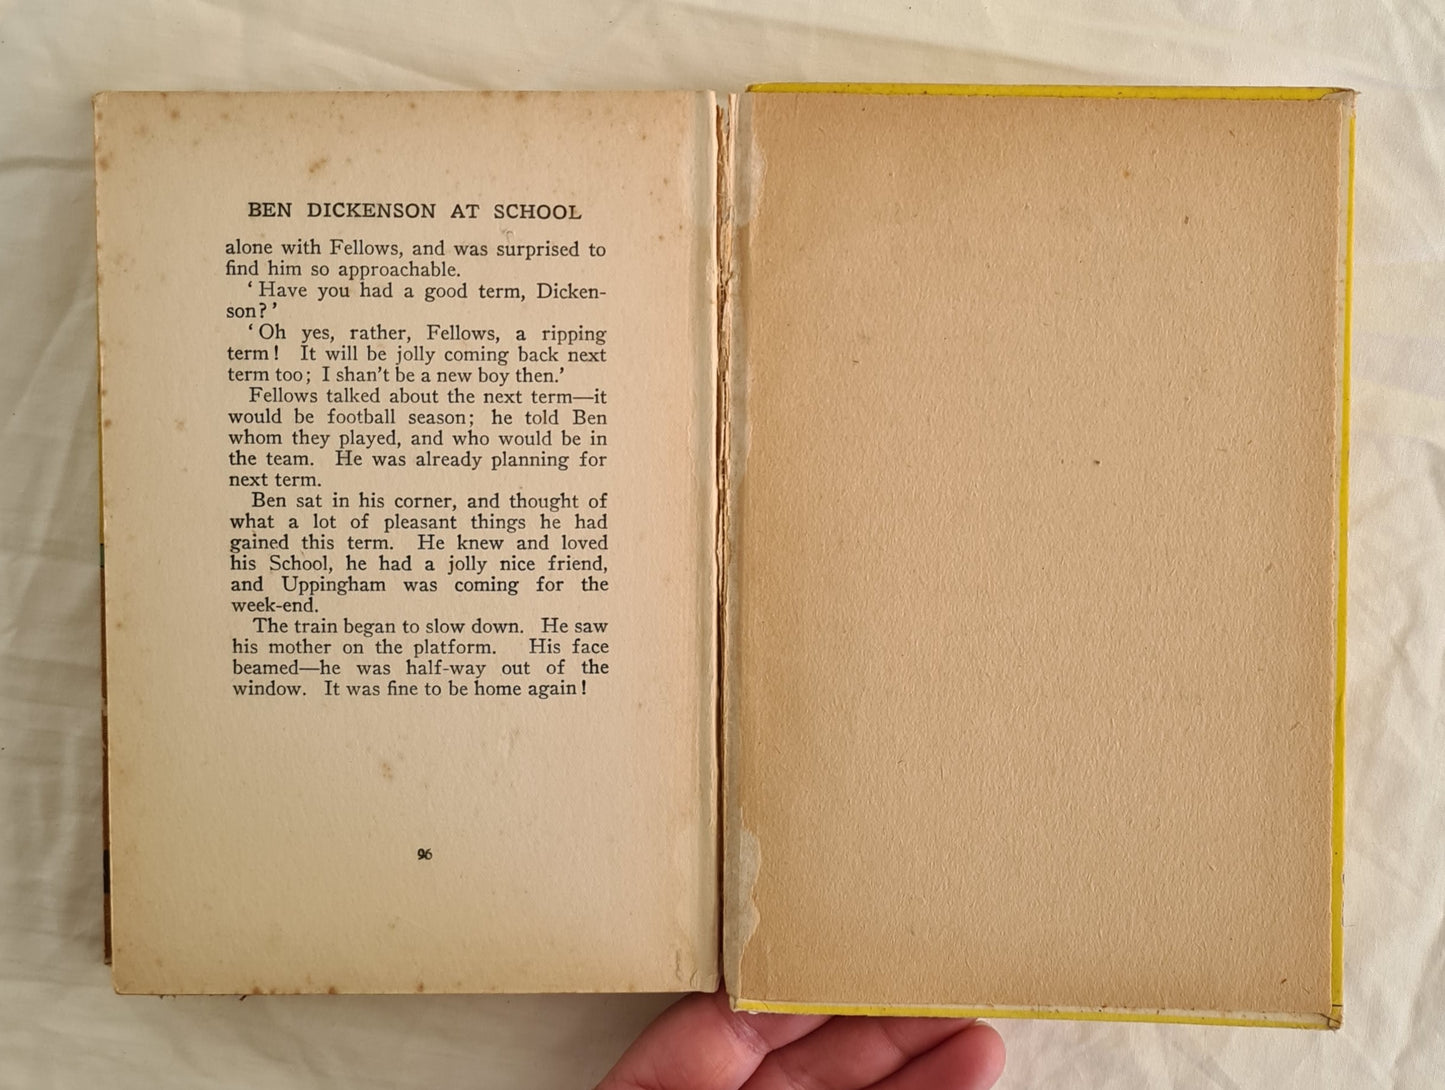 BEN DICKENSON AT SCHOOL
alone with Fellows, and was surprised to
find him so approachable.
‘ Have you had a good term, Dicken-
son? ’
‘ Oh yes, rather, Fellows, a ripping
term ! It will be jolly coming back next
term too ; I shan’t be a new boy then.’
Fellows talked about the next term—it
would be football season ; he told Ben
whom they played, and who would be in
the team. He was already planning for
next term.
Ben sat in his corner, and thought of
what a lot of pleasant things he had
gained this term. He knew and loved
his School, he had a jolly nice friend,
and Uppingham was coming for the
week-end.
The train began to slow down. He saw
his mother on the platform. His face
beamed—he was half-way out of the
window. It was fine to be home again !
96